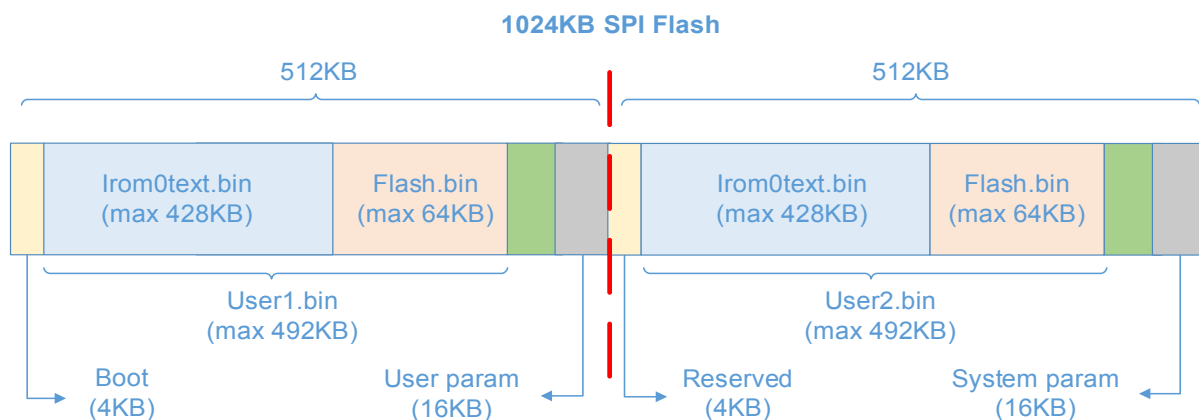 1024KB SPI Flash
512KB
512KB
Irom0text.bin
(max 428KB)
Flash.bin
(max 64KB)
Irom0text.bin
(max 428KB)
Flash.bin
(max 64KB)
User1.bin
(max 492KB)
User2.bin
(max 492KB)
Boot
(4KB)
User param
(16KB)
Reserved
(4KB)
System param
(16KB)